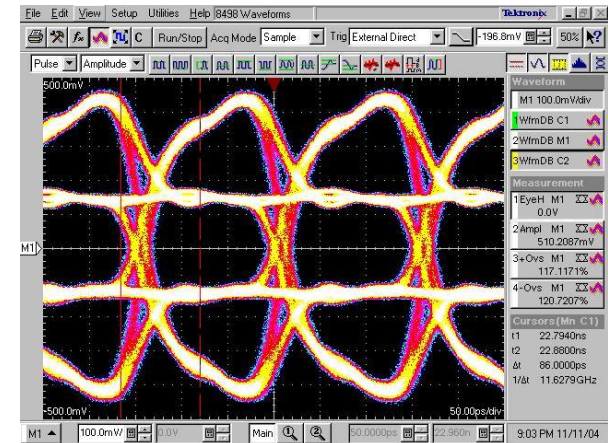 File Edit View Setup Utilities Help 8498 Waveforms Tektronix
C Run/Stop Acq Mode Sample Trig External Direct -196.8mV 50%
Pulse Amplitude
500.0mV
Waveform
M1 100.0mV/div
1 WfmDB C1
2 WfmDB M1
3 WfmDB C2
Measurement
1 EyeH M1
0.0V
2 Ampl M1
510.2087mV
3 +Ovs M1
117.1171%
4 -Ovs M1
120.7207%
M1
Cursors (Mn C1)
t1 22.7940ns
t2 22.8800ns
Δt 86.0000ps
1/Δt 11.6279GHz
-500.0mV 50.00ps/div
M1 100.0mV 0.0V Main 50.0000ps 22.960n 9:03 PM 11/11/04